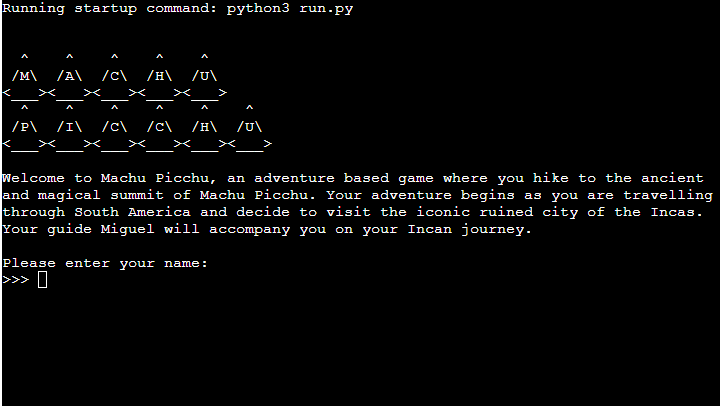 Running startup command: python3 run.py
  ^    ^    ^    ^    ^
 /M\  /A\  /C\  /H\  /U\
<___><___><___><___><___>
  ^    ^    ^    ^    ^    ^
 /P\  /I\  /C\  /C\  /H\  /U\
<___><___><___><___><___><___>
Welcome to Machu Picchu, an adventure based game where you hike to the ancient
and magical summit of Machu Picchu. Your adventure begins as you are travelling
through South America and decide to visit the iconic ruined city of the Incas.
Your guide Miguel will accompany you on your Incan journey.
Please enter your name:
>>>